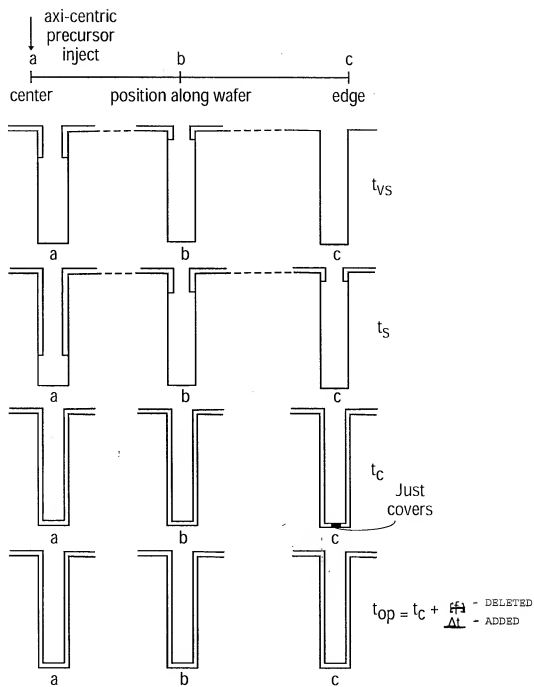 axi-centric
precursor
inject
a b c
center position along wafer edge
tvs
a b c
ts
a b c
tc
Just
covers
a b c
top = tc + [f] - DELETED
Δt - ADDED
a b c